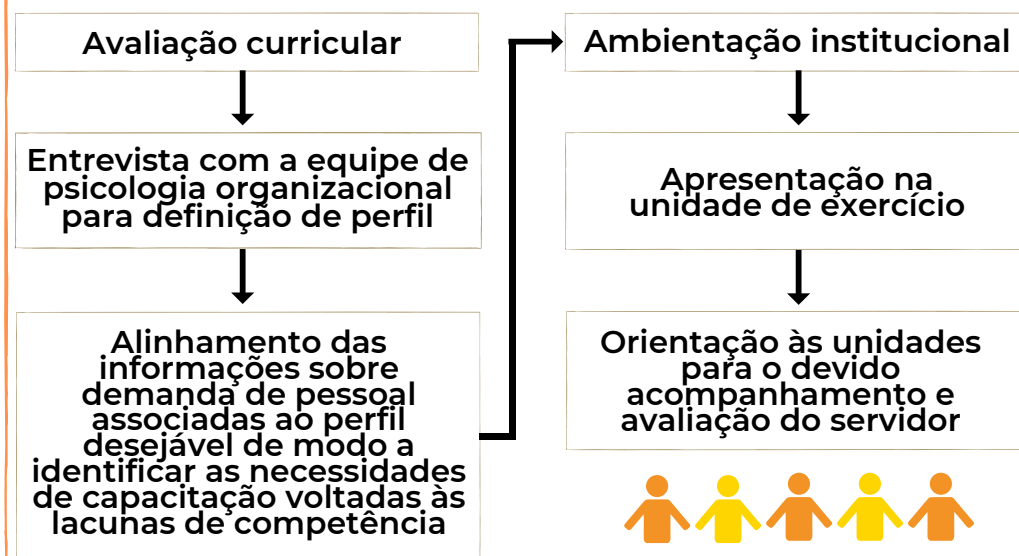 Avaliação curricular
Entrevista com a equipe de
psicologia organizacional
para definição de perfil
Alinhamento das
informações sobre
demanda de pessoal
associadas ao perfil
desejável de modo a
identificar as necessidades
de capacitação voltadas às
lacunas de competência
Ambientação institucional
Apresentação na
unidade de exercício
Orientação às unidades
para o devido
acompanhamento e
avaliação do servidor